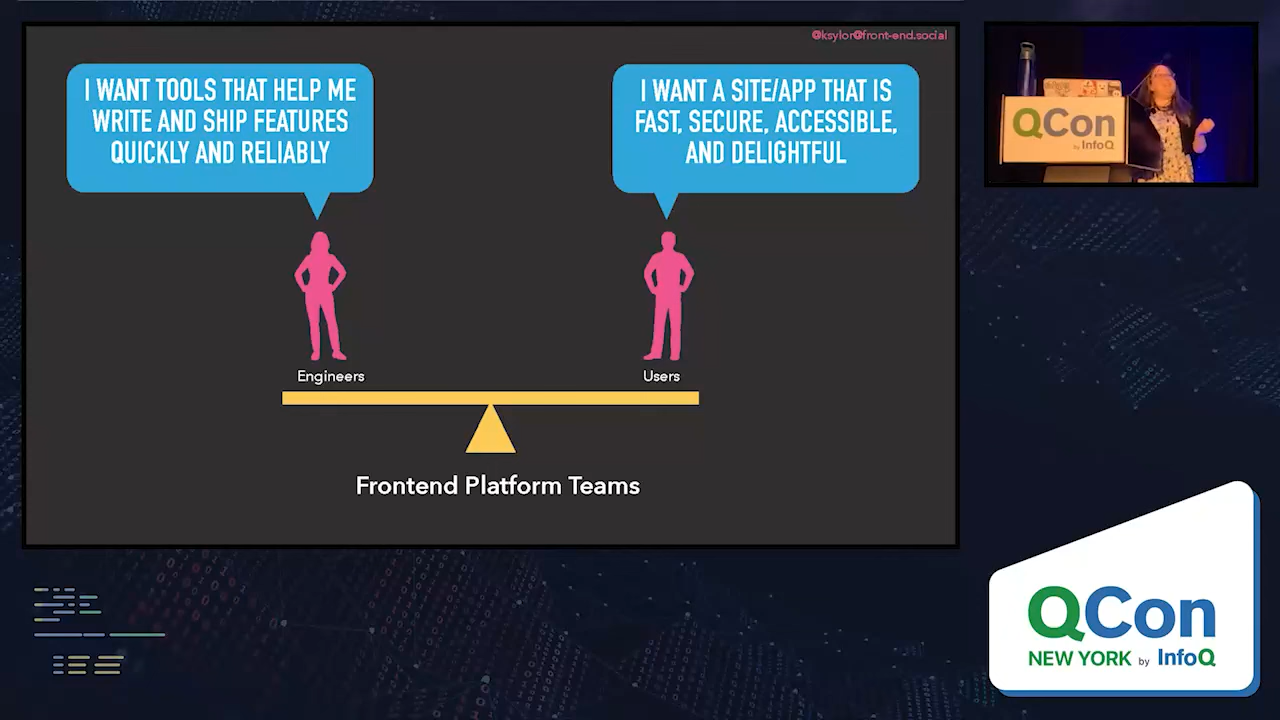 @ksylor@front-end.social
I WANT TOOLS THAT HELP ME
WRITE AND SHIP FEATURES
QUICKLY AND RELIABLY
I WANT A SITE/APP THAT IS
FAST, SECURE, ACCESSIBLE,
AND DELIGHTFUL
Engineers
Users
Frontend Platform Teams
QCon
by InfoQ
QCon
NEW YORK by InfoQ